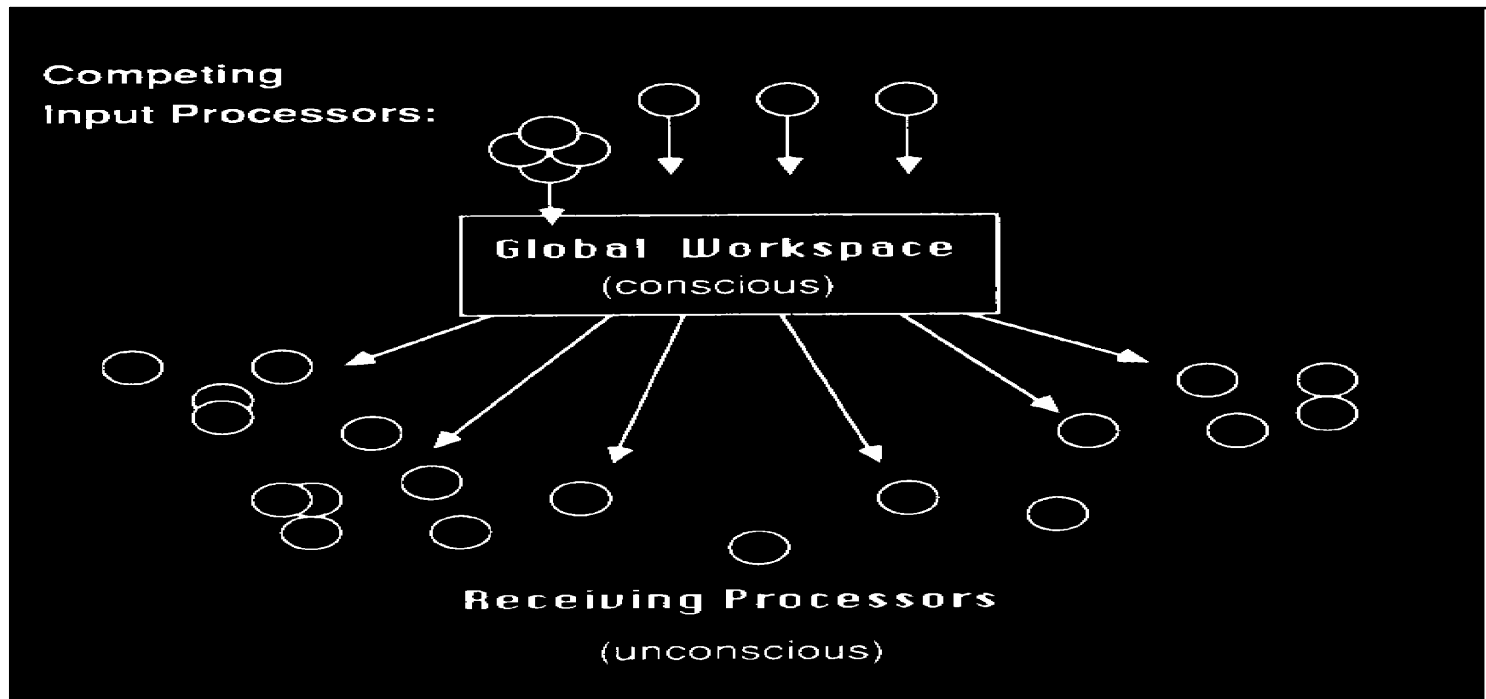 Competing
Input Processors:
Global Workspace
(conscious)
Receiving Processors
(unconscious)